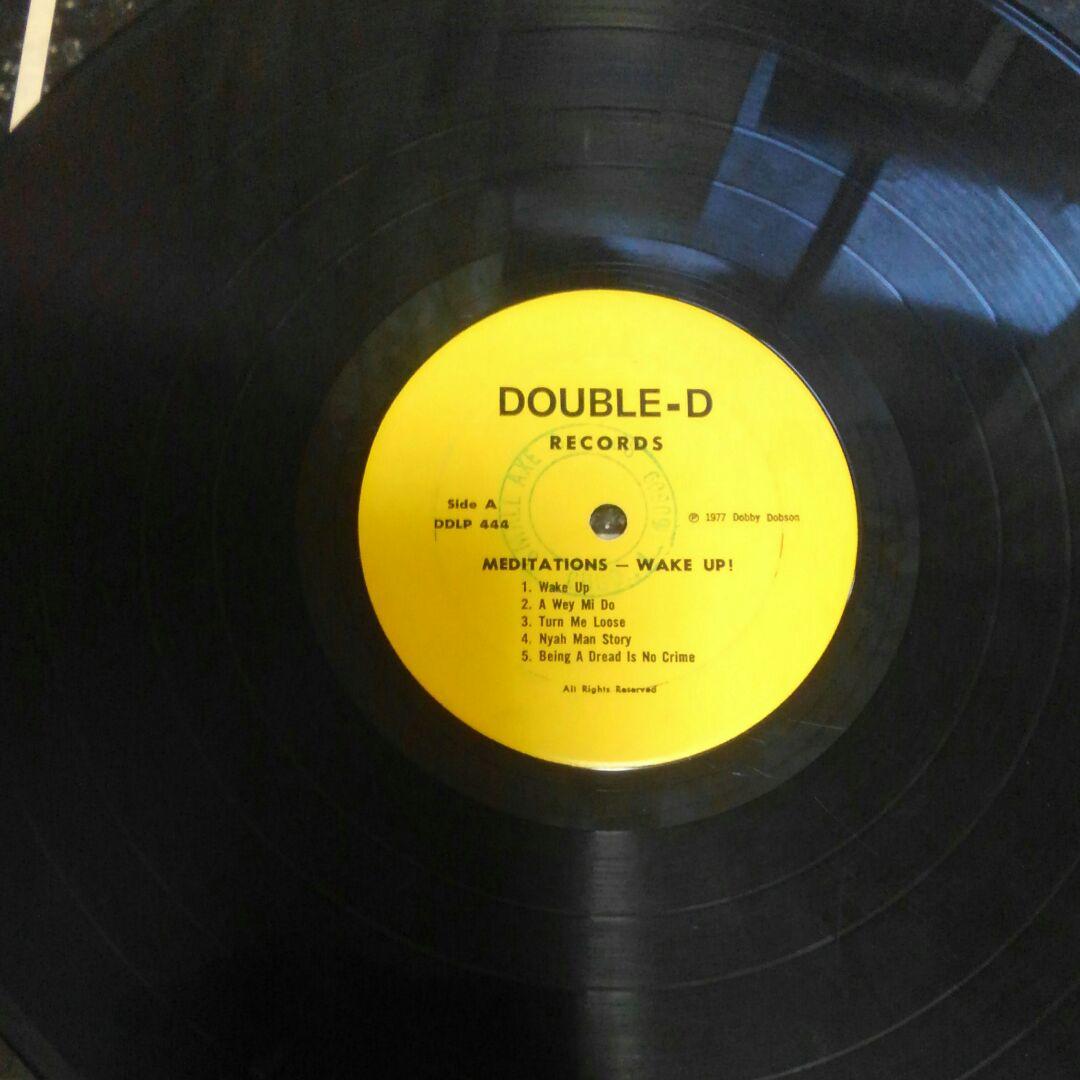 DOUBLE-D
RECORDS
Side A
DDLP 444
℗ 1977 Dobby Dobson
MEDITATIONS — WAKE UP!
1. Wake Up
2. A Wey Mi Do
3. Turn Me Loose
4. Nyah Man Story
5. Being A Dread Is No Crime
All Rights Reserved
AXE